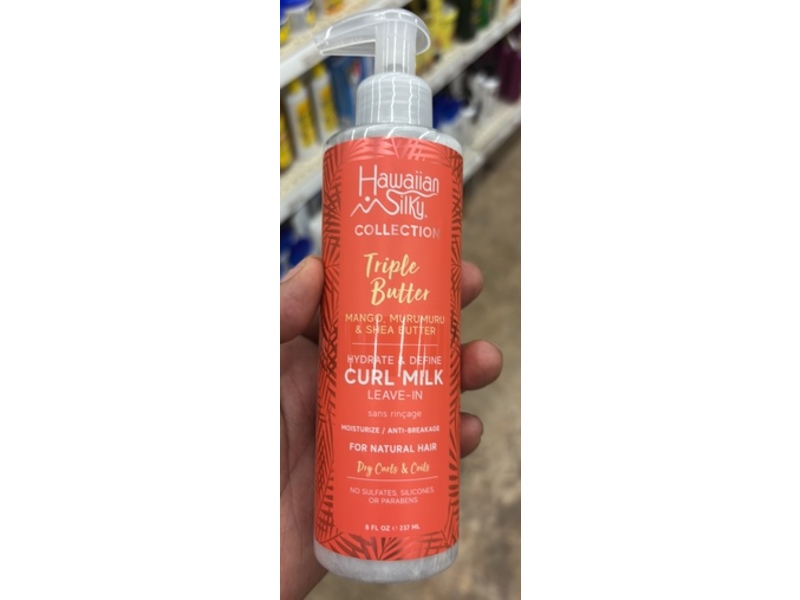 Hawaiian
Silky
COLLECTION
Triple
Butter
MANGO, MURUMURU
& SHEA BUTTER
HYDRATE & DEFINE
CURL MILK
LEAVE-IN
sans rinçage
MOISTURIZE / ANTI-BREAKAGE
FOR NATURAL HAIR
Dry Curls & Coils
NO SULFATES, SILICONES
OR PARABENS
8 FL OZ ℮ 237 ML